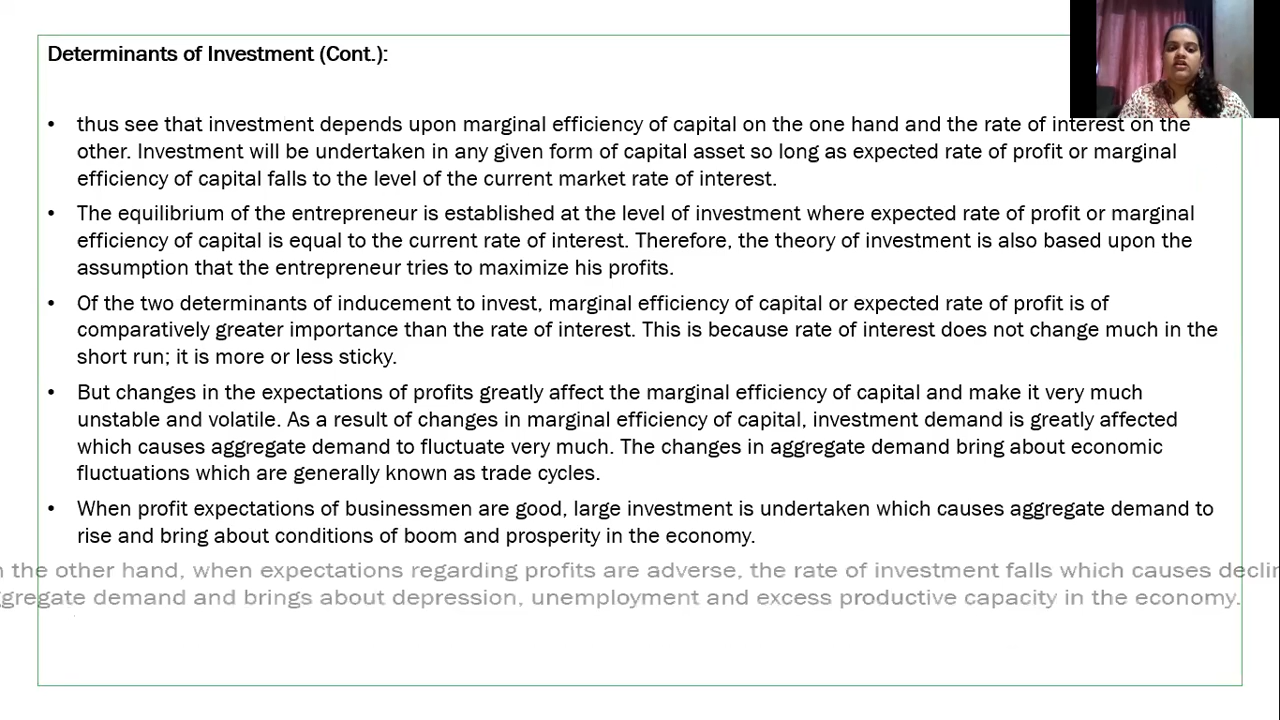 Determinants of Investment (Cont.):
• thus see that investment depends upon marginal efficiency of capital on the one hand and the rate of interest on the
other. Investment will be undertaken in any given form of capital asset so long as expected rate of profit or marginal
efficiency of capital falls to the level of the current market rate of interest.
• The equilibrium of the entrepreneur is established at the level of investment where expected rate of profit or marginal
efficiency of capital is equal to the current rate of interest. Therefore, the theory of investment is also based upon the
assumption that the entrepreneur tries to maximize his profits.
• Of the two determinants of inducement to invest, marginal efficiency of capital or expected rate of profit is of
comparatively greater importance than the rate of interest. This is because rate of interest does not change much in the
short run; it is more or less sticky.
• But changes in the expectations of profits greatly affect the marginal efficiency of capital and make it very much
unstable and volatile. As a result of changes in marginal efficiency of capital, investment demand is greatly affected
which causes aggregate demand to fluctuate very much. The changes in aggregate demand bring about economic
fluctuations which are generally known as trade cycles.
• When profit expectations of businessmen are good, large investment is undertaken which causes aggregate demand to
rise and bring about conditions of boom and prosperity in the economy.
the other hand, when expectations regarding profits are adverse, the rate of investment falls which causes
demand and brings about depression, unemployment and excess productive capacity in the economy.